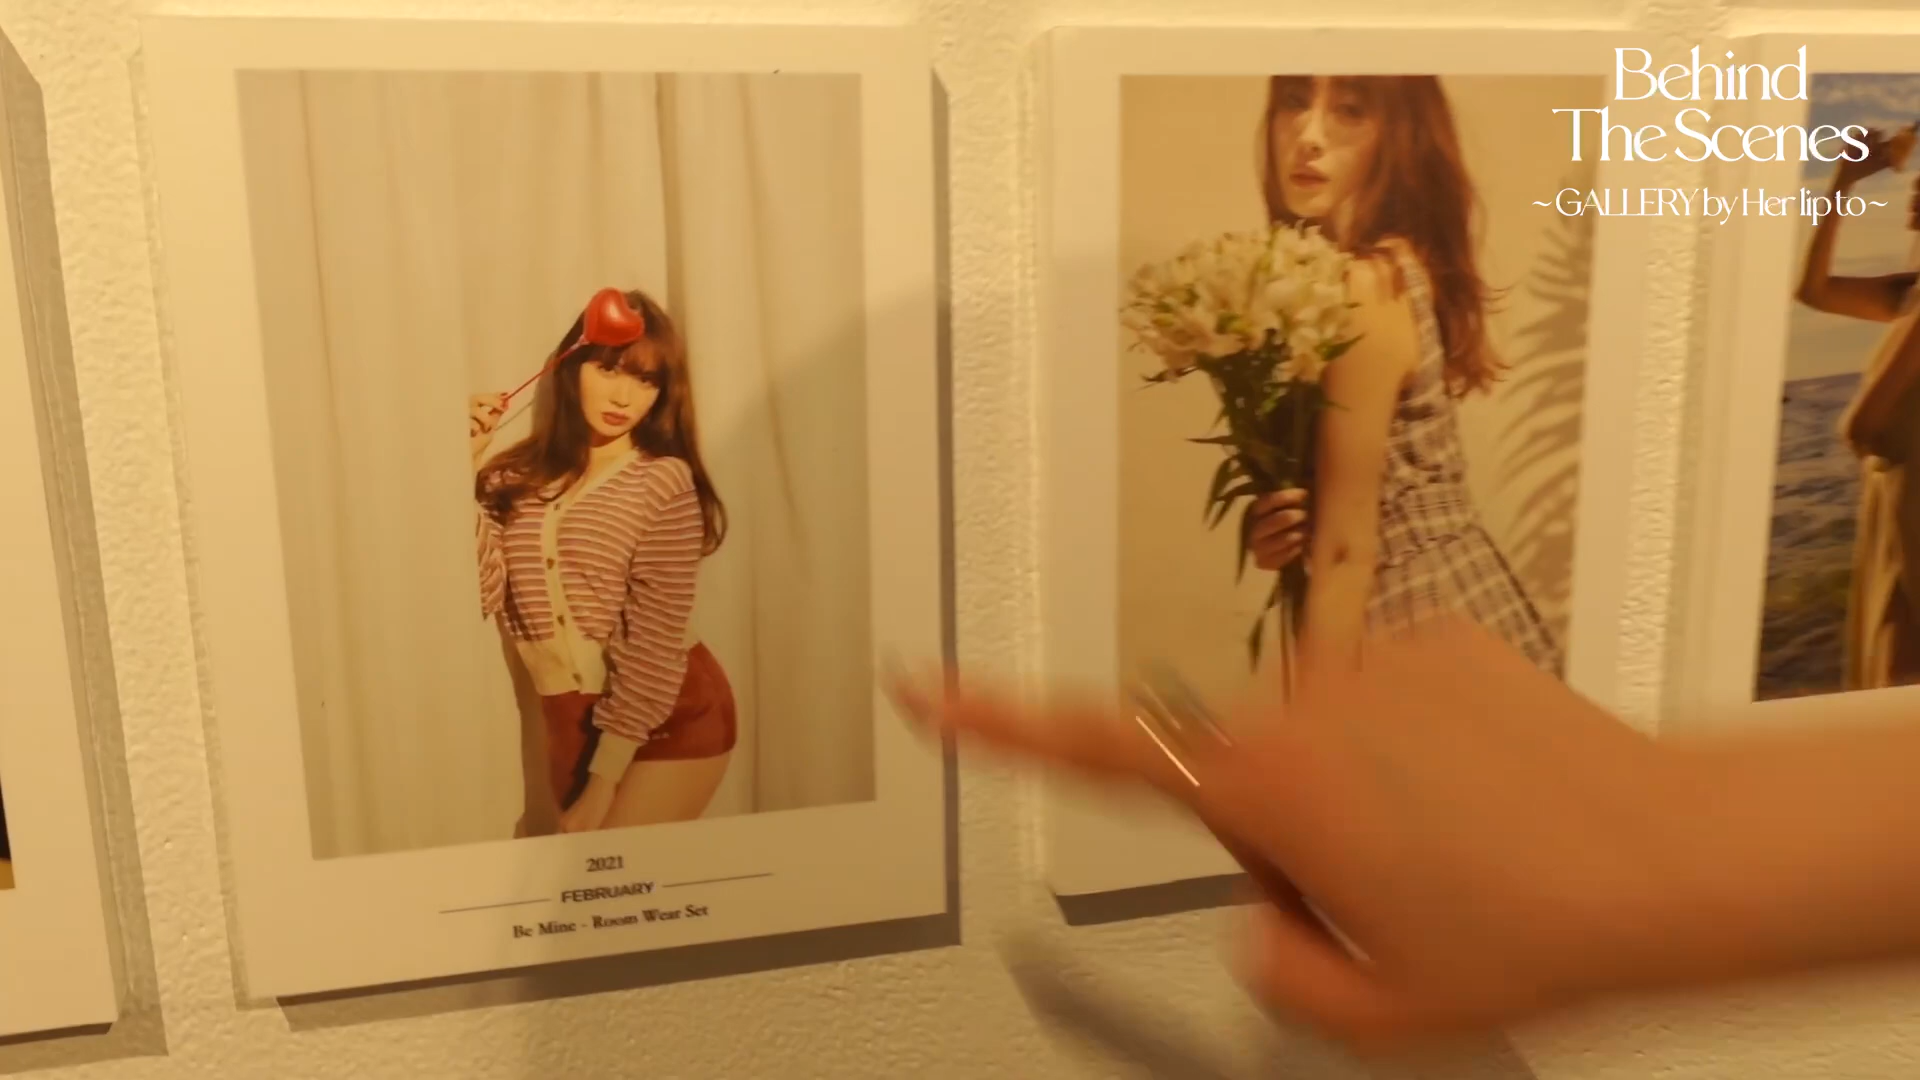 Behind
The Scenes
~GALLERY by Her lip to~
2021
FEBRUARY
Be Mine - Room Wear Set